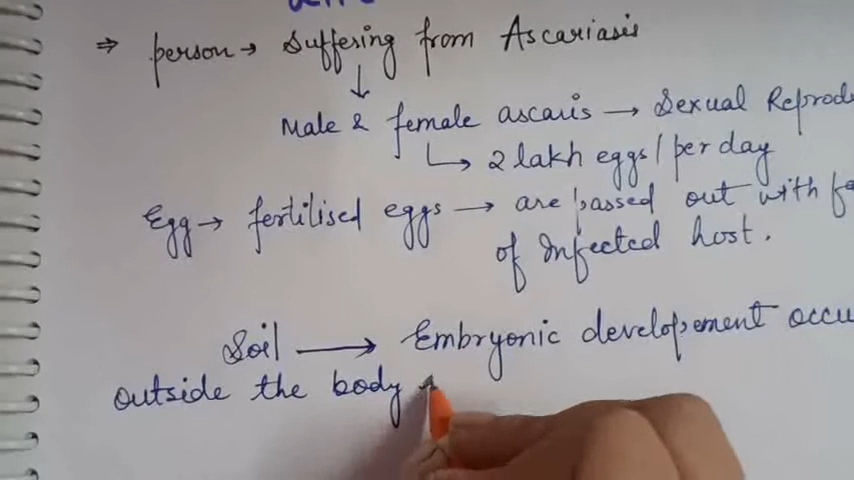 ⇒ person → Suffering from Ascariasis
↓
Male & female ascaris → Sexual Reprod
↳ 2 lakh eggs / per day
Egg → fertilised eggs → are passed out with
of Infected host.
Soil → Embryonic developement occu
outside the body